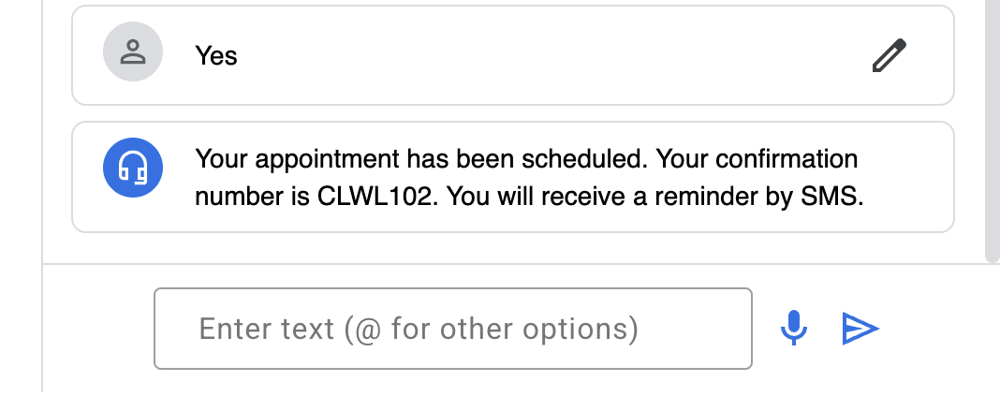 Yes
Your appointment has been scheduled. Your confirmation
number is CLWL102. You will receive a reminder by SMS.
Enter text (@ for other options)